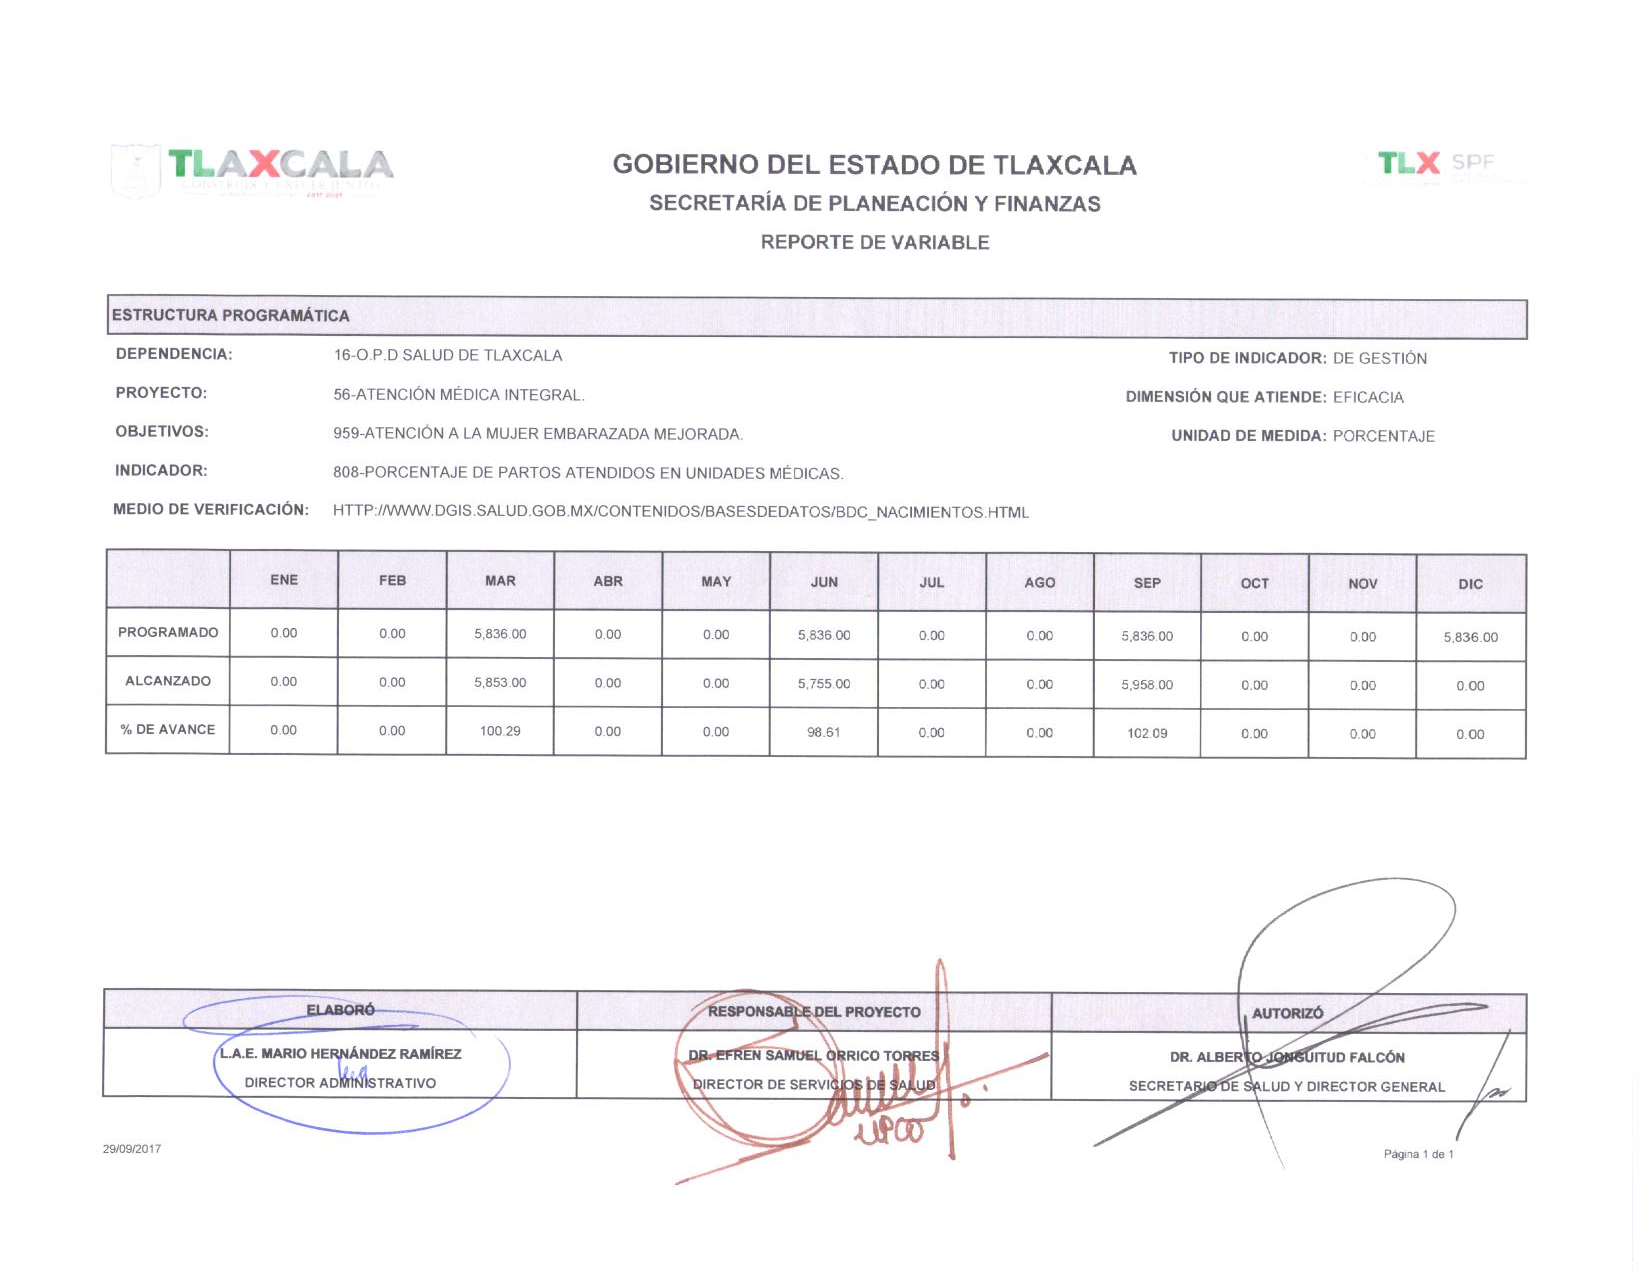 TLAXCALA
CONSTRUIR Y CRECER JUNTOS
2017-2021
GOBIERNO DEL ESTADO DE TLAXCALA
SECRETARÍA DE PLANEACIÓN Y FINANZAS
REPORTE DE VARIABLE
TLX SPF
ESTRUCTURA PROGRAMÁTICA
DEPENDENCIA: 16-O.P.D SALUD DE TLAXCALA TIPO DE INDICADOR: DE GESTIÓN
PROYECTO: 56-ATENCIÓN MÉDICA INTEGRAL. DIMENSIÓN QUE ATIENDE: EFICACIA
OBJETIVOS: 959-ATENCIÓN A LA MUJER EMBARAZADA MEJORADA. UNIDAD DE MEDIDA: PORCENTAJE
INDICADOR: 808-PORCENTAJE DE PARTOS ATENDIDOS EN UNIDADES MÉDICAS.
MEDIO DE VERIFICACIÓN: HTTP://WWW.DGIS.SALUD.GOB.MX/CONTENIDOS/BASESDEDATOS/BDC_NACIMIENTOS.HTML
ENE FEB MAR ABR MAY JUN JUL AGO SEP OCT NOV DIC
PROGRAMADO 0.00 0.00 5,836.00 0.00 0.00 5,836.00 0.00 0.00 5,836.00 0.00 0.00 5,836.00
ALCANZADO 0.00 0.00 5,853.00 0.00 0.00 5,755.00 0.00 0.00 5,958.00 0.00 0.00 0.00
% DE AVANCE 0.00 0.00 100.29 0.00 0.00 98.61 0.00 0.00 102.09 0.00 0.00 0.00
ELABORÓ RESPONSABLE DEL PROYECTO AUTORIZÓ
L.A.E. MARIO HERNÁNDEZ RAMÍREZ DR. EFREN SAMUEL ORRICO TORRES DR. ALBERTO JONGUITUD FALCÓN
DIRECTOR ADMINISTRATIVO DIRECTOR DE SERVICIOS DE SALUD SECRETARIO DE SALUD Y DIRECTOR GENERAL
29/09/2017 Página 1 de 1